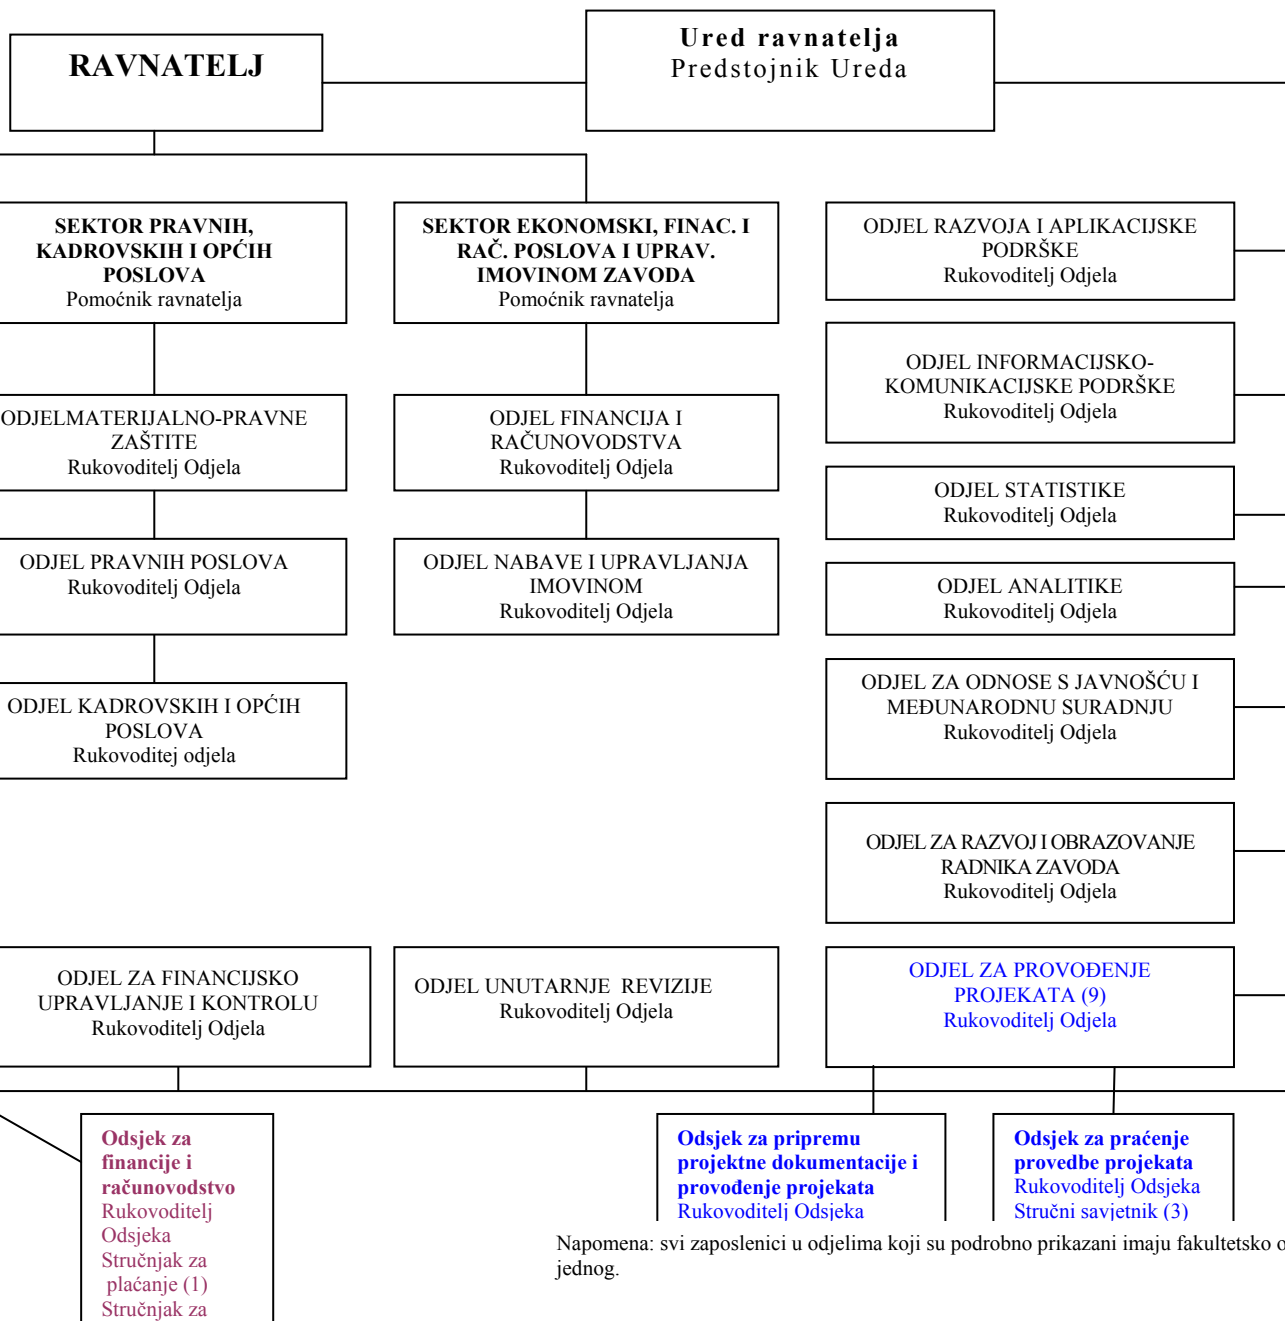 RAVNATELJ
Ured ravnatelja
Predstojnik Ureda
SEKTOR PRAVNIH,
KADROVSKIH I OPĆIH
POSLOVA
Pomoćnik ravnatelja
SEKTOR EKONOMSKI, FINAC. I
RAČ. POSLOVA I UPRAV.
IMOVINOM ZAVODA
Pomoćnik ravnatelja
ODJEL RAZVOJA I APLIKACIJSKE
PODRŠKE
Rukovoditelj Odjela
ODJEL INFORMACIJSKO-
KOMUNIKACIJSKE PODRŠKE
Rukovoditelj Odjela
ODJELMATERIJALNO-PRAVNE
ZAŠTITE
Rukovoditelj Odjela
ODJEL FINANCIJA I
RAČUNOVODSTVA
Rukovoditelj Odjela
ODJEL STATISTIKE
Rukovoditelj Odjela
ODJEL PRAVNIH POSLOVA
Rukovoditelj Odjela
ODJEL NABAVE I UPRAVLJANJA
IMOVINOM
Rukovoditelj Odjela
ODJEL ANALITIKE
Rukovoditelj Odjela
ODJEL KADROVSKIH I OPĆIH
POSLOVA
Rukovoditej odjela
ODJEL ZA ODNOSE S JAVNOŠĆU I
MEĐUNARODNU SURADNJU
Rukovoditelj Odjela
ODJEL ZA RAZVOJ I OBRAZOVANJE
RADNIKA ZAVODA
Rukovoditelj Odjela
ODJEL ZA FINANCIJSKO
UPRAVLJANJE I KONTROLU
Rukovoditelj Odjela
ODJEL UNUTARNJE  REVIZIJE
Rukovoditelj Odjela
ODJEL ZA PROVOĐENJE
PROJEKATA (9)
Rukovoditelj Odjela
Odsjek za
financije i
računovodstvo
Rukovoditelj
Odsjeka
Stručnjak za
plaćanje (1)
Stručnjak za
Odsjek za pripremu
projektne dokumentacije i
provođenje projekata
Rukovoditelj Odsjeka
Odsjek za praćenje
provedbe projekata
Rukovoditelj Odsjeka
Stručni savjetnik (3)
Napomena: svi zaposlenici u odjelima koji su podrobno prikazani imaju fakultetsko
jednog.